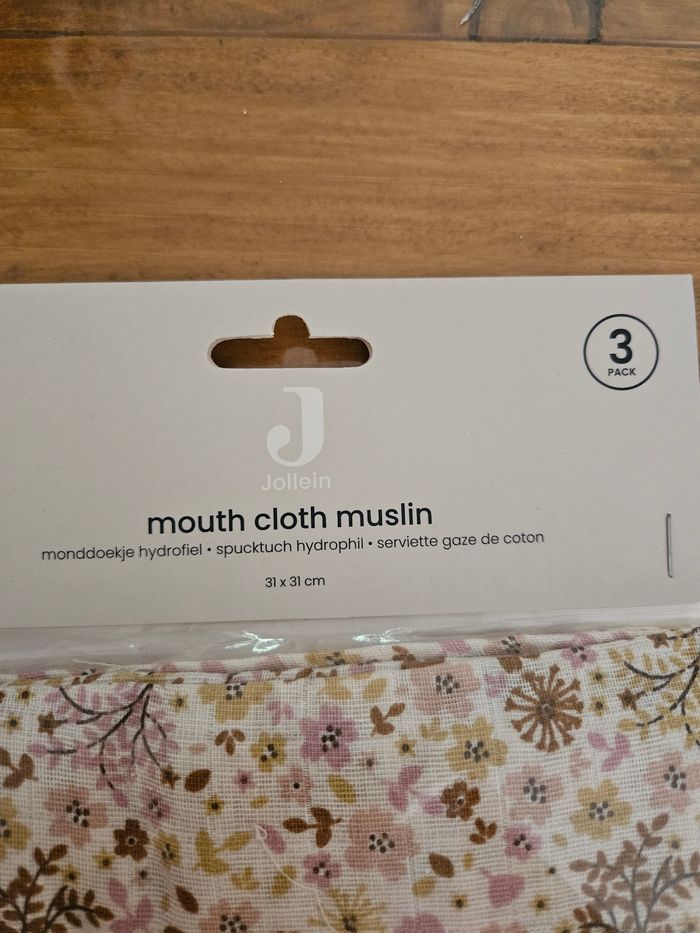 3
PACK
J
Jollein
mouth cloth muslin
monddoekje hydrofiel • spucktuch hydrophil • serviette gaze de coton
31 x 31 cm